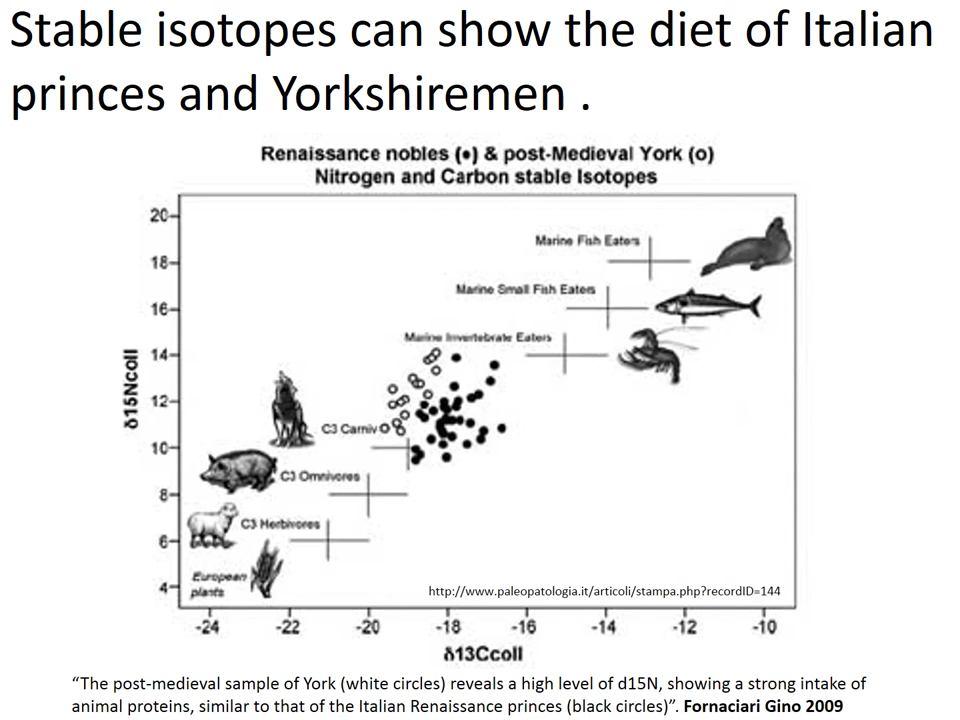 Stable isotopes can show the diet of Italian
princes and Yorkshiremen .
Renaissance nobles (•) & post-Medieval York (o)
Nitrogen and Carbon stable Isotopes
δ15Ncoll
20
18
16
14
12
10
8
6
4
Marine Fish Eaters
Marine Small Fish Eaters
Marine Invertebrate Eaters
C3 Carniv
C3 Omnivores
C3 Herbivores
European
plants
http://www.paleopatologia.it/articoli/stampa.php?recordID=144
-24 -22 -20 -18 -16 -14 -12 -10
δ13Ccoll
“The post-medieval sample of York (white circles) reveals a high level of d15N, showing a strong intake of
animal proteins, similar to that of the Italian Renaissance princes (black circles)”. Fornaciari Gino 2009